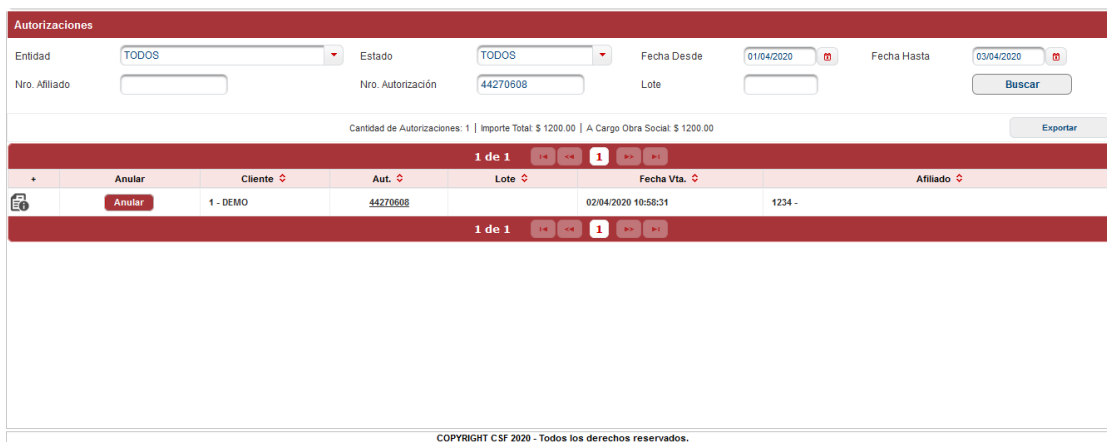 Autorizaciones
Entidad TODOS Estado TODOS Fecha Desde 01/04/2020 Fecha Hasta 03/04/2020
Nro. Afiliado Nro. Autorización 44270608 Lote Buscar
Cantidad de Autorizaciones: 1 | Importe Total: $ 1200.00 | A Cargo Obra Social: $ 1200.00 Exportar
1 de 1 1
+ Anular Cliente Aut. Lote Fecha Vta. Afiliado
Anular 1 - DEMO 44270608 02/04/2020 10:58:31 1234 -
1 de 1 1
COPYRIGHT CSF 2020 - Todos los derechos reservados.